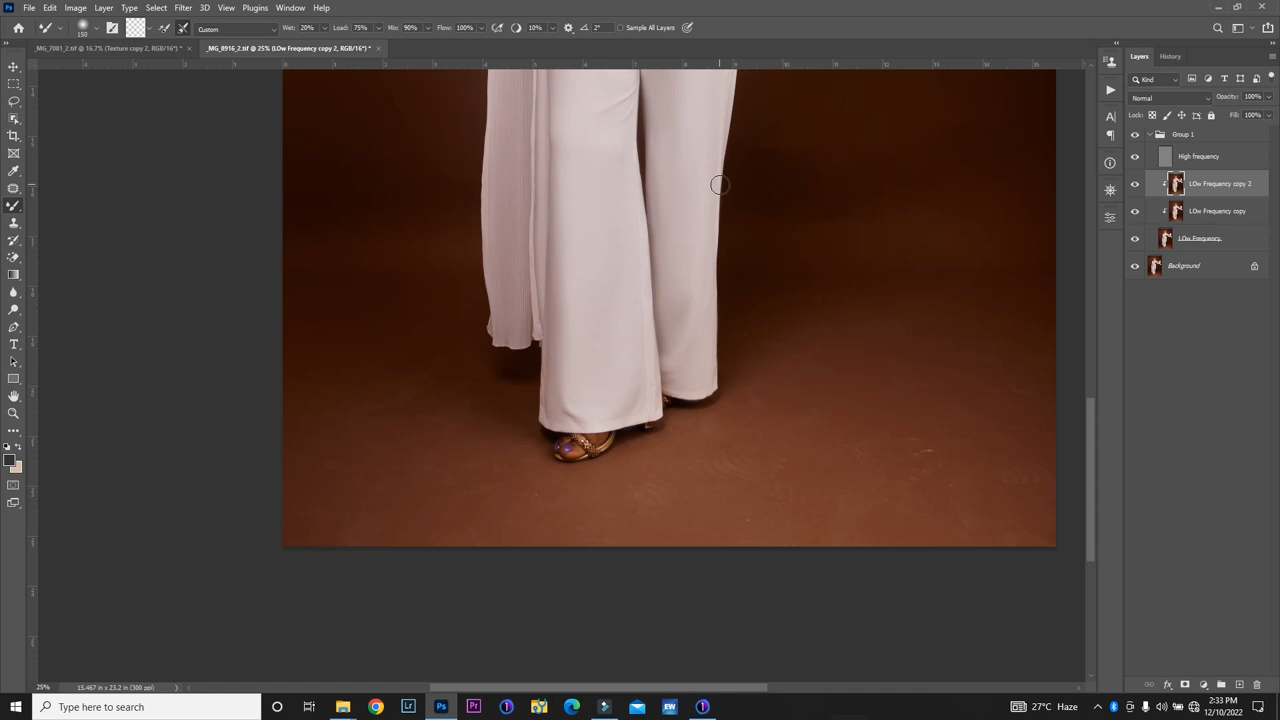 File Edit Image Layer Type Select Filter 3D View Plugins Window Help
150 Custom Wet: 20% Load: 75% Mix: 90% Flow: 100% 10% 2° Sample All Layers
_MG_7081_2.tif @ 16.7% (Texture copy 2, RGB/16*) * × _MG_8916_2.tif @ 25% (LOw Frequency copy 2, RGB/16*) * ×
Layers History
Kind
Normal Opacity: 100%
Lock: Fill: 100%
Group 1
High frequency
LOw Frequency copy 2
LOw Frequency copy
LOw Frequency
Background
25% 15.467 in x 23.2 in (300 ppi)
Type here to search
27°C Haze
2:33 PM
12/10/2022